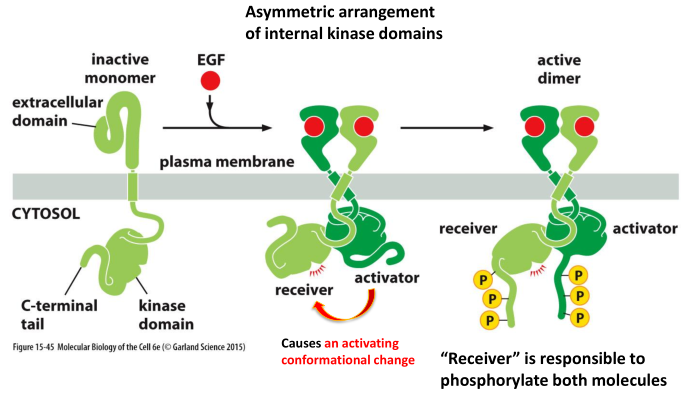 Asymmetric arrangement
of internal kinase domains
inactive
monomer
EGF
active
dimer
extracellular
domain
plasma membrane
CYTOSOL
receiver
activator
receiver
activator
C-terminal
tail
kinase
domain
P
P
P
P
P
P
Figure 15-45 Molecular Biology of the Cell 6e (© Garland Science 2015)
Causes an activating
conformational change
“Receiver” is responsible to
phosphorylate both molecules